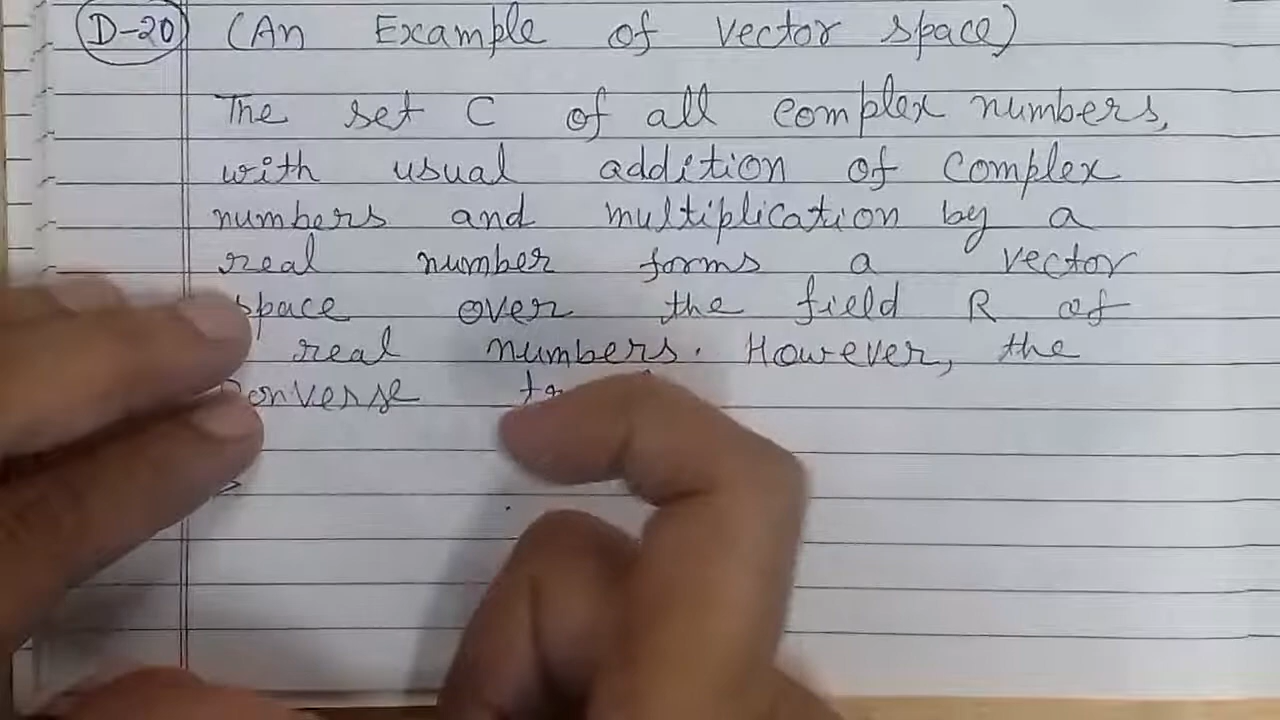 D-20 (An Example of vector space)
The set C of all complex numbers,
with usual addition of complex
numbers and multiplication by a
real number forms a vector
space over the field R of
real numbers. However, the
converse